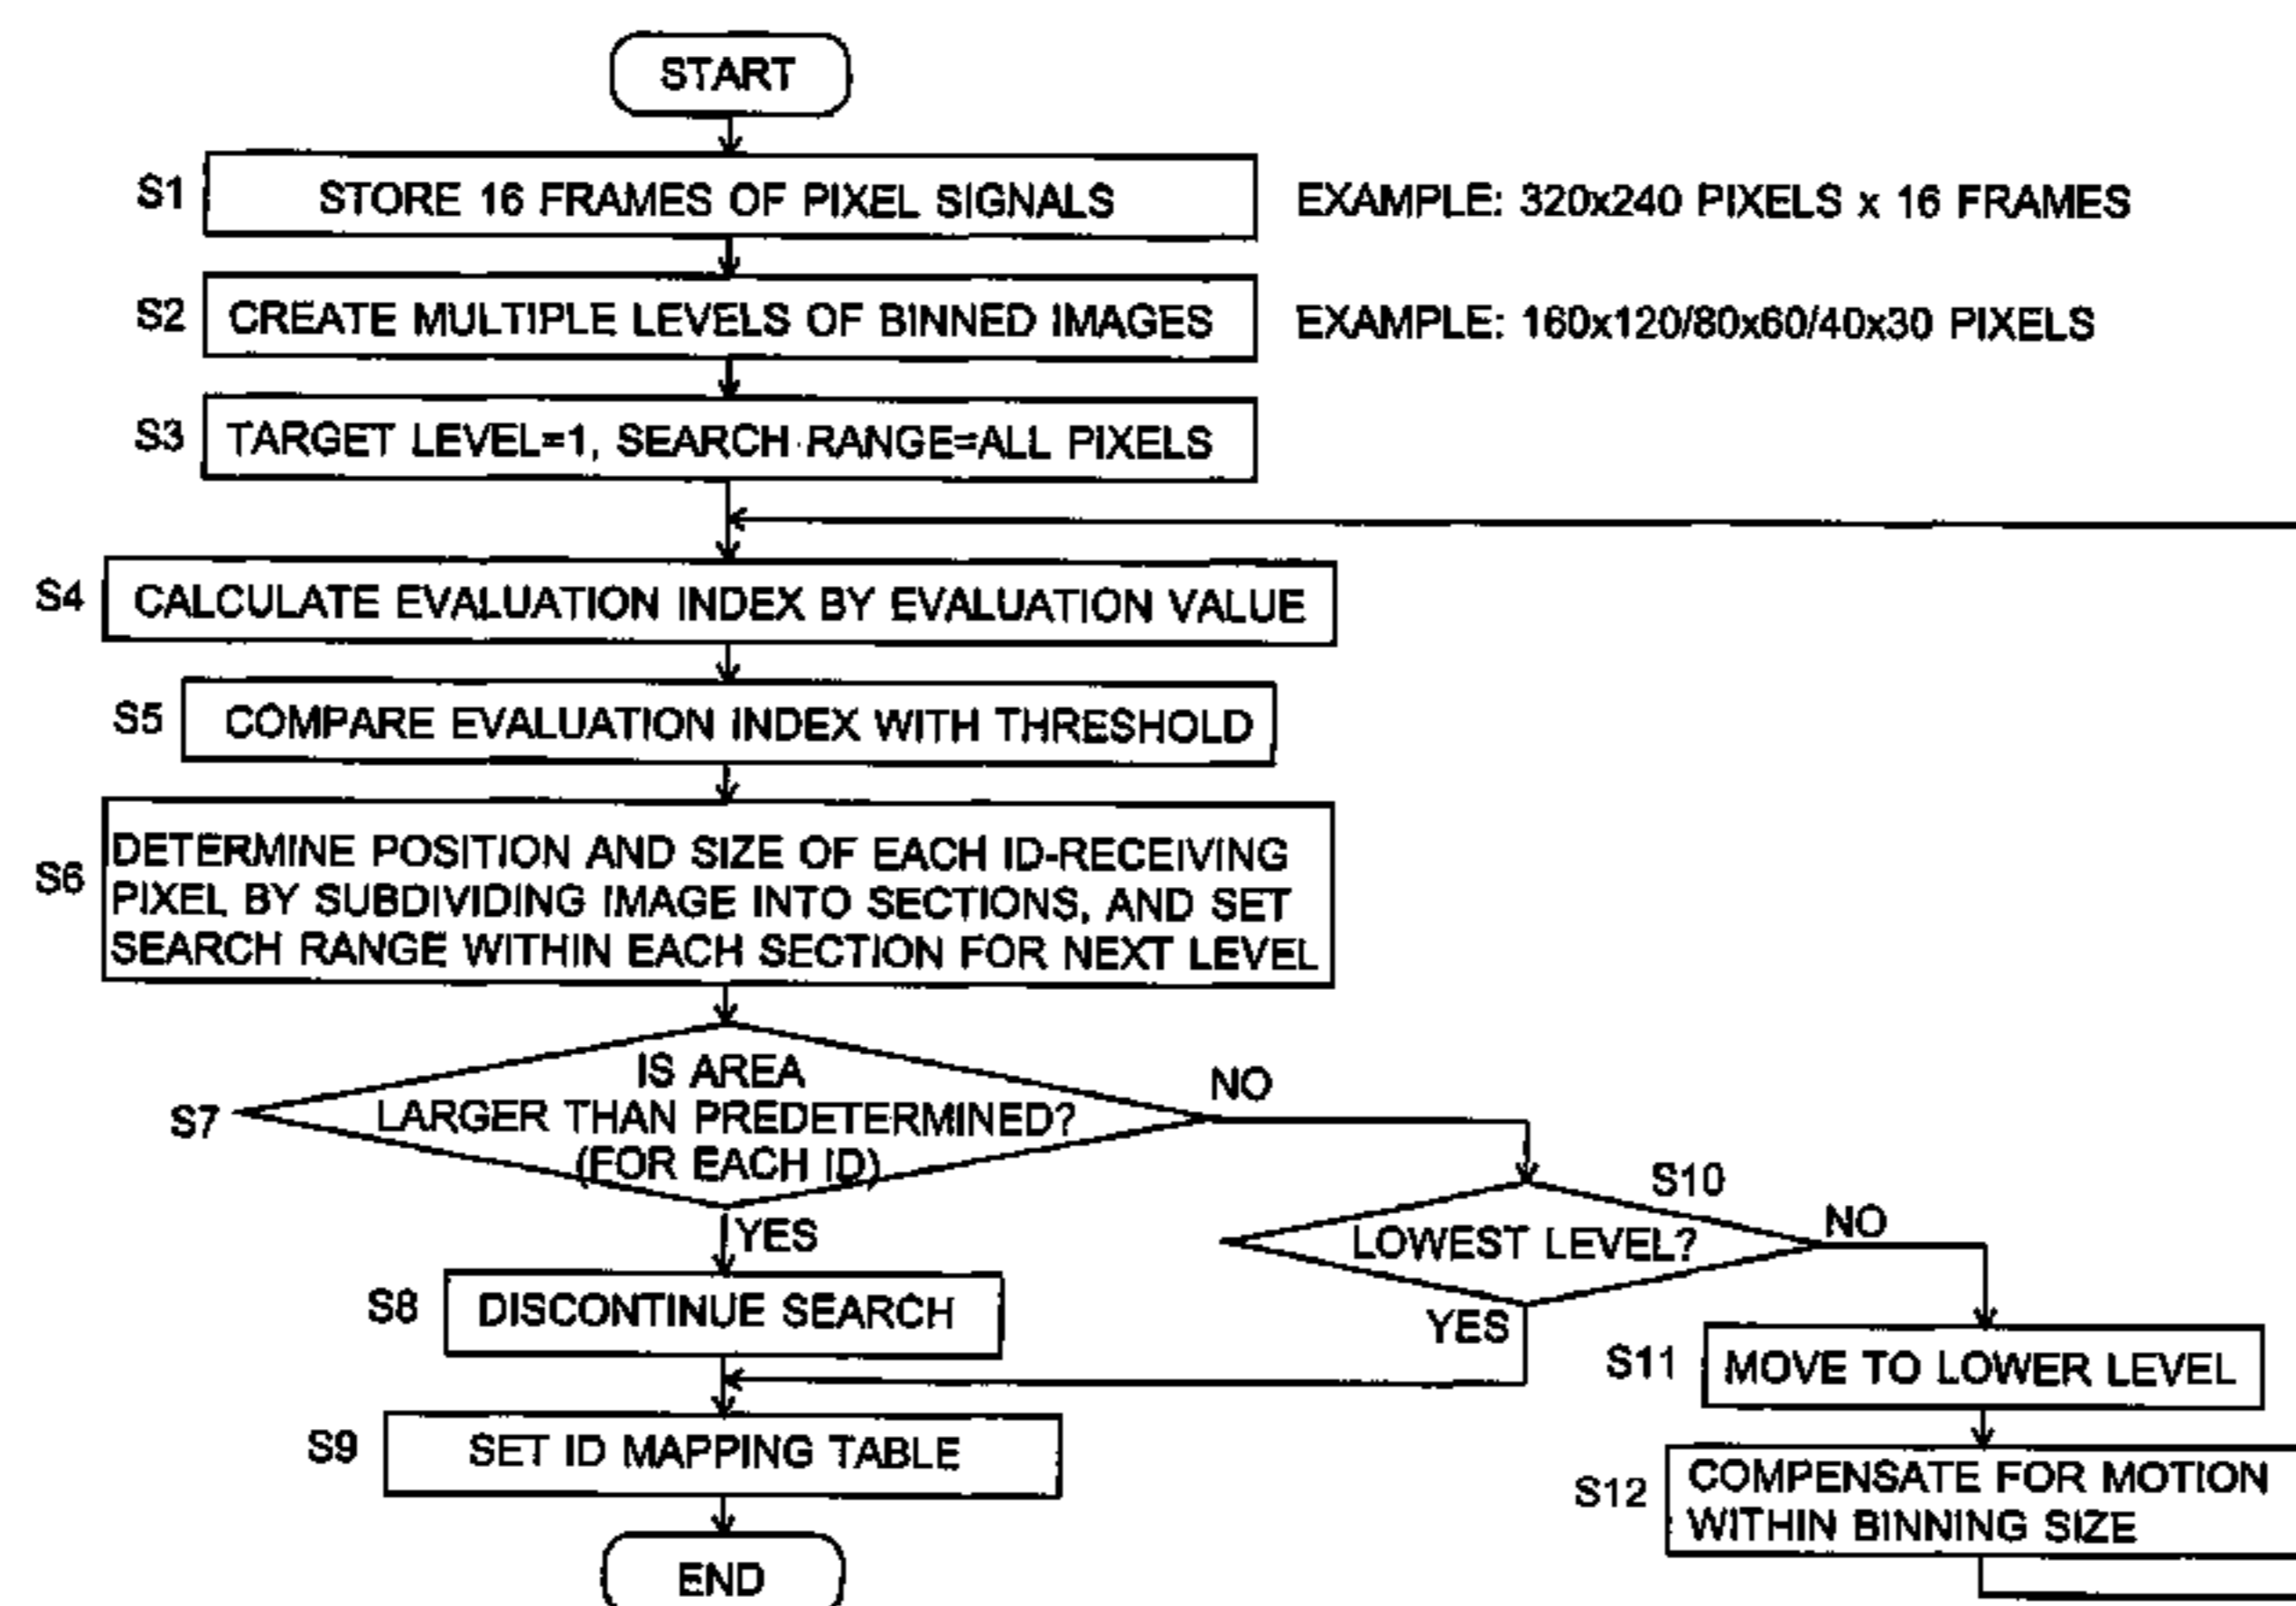 START
S1 STORE 16 FRAMES OF PIXEL SIGNALS EXAMPLE: 320x240 PIXELS x 16 FRAMES
S2 CREATE MULTIPLE LEVELS OF BINNED IMAGES EXAMPLE: 160x120/80x60/40x30 PIXELS
S3 TARGET LEVEL=1, SEARCH RANGE=ALL PIXELS
S4 CALCULATE EVALUATION INDEX BY EVALUATION VALUE
S5 COMPARE EVALUATION INDEX WITH THRESHOLD
S6 DETERMINE POSITION AND SIZE OF EACH ID-RECEIVING
PIXEL BY SUBDIVIDING IMAGE INTO SECTIONS, AND SET
SEARCH RANGE WITHIN EACH SECTION FOR NEXT LEVEL
S7 IS AREA
LARGER THAN PREDETERMINED?
(FOR EACH ID)
NO
YES
S10 LOWEST LEVEL?
NO
YES
S8 DISCONTINUE SEARCH
S11 MOVE TO LOWER LEVEL
S9 SET ID MAPPING TABLE
S12 COMPENSATE FOR MOTION
WITHIN BINNING SIZE
END